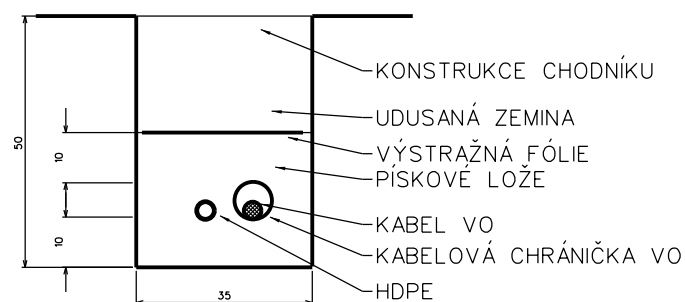 KONSTRUKCE CHODNÍKU
UDUSANÁ ZEMINA
VÝSTRAŽNÁ FÓLIE
PÍSKOVÉ LOŽE
KABEL VO
KABELOVÁ CHRÁNIČKA VO
HDPE
50
10
10
35